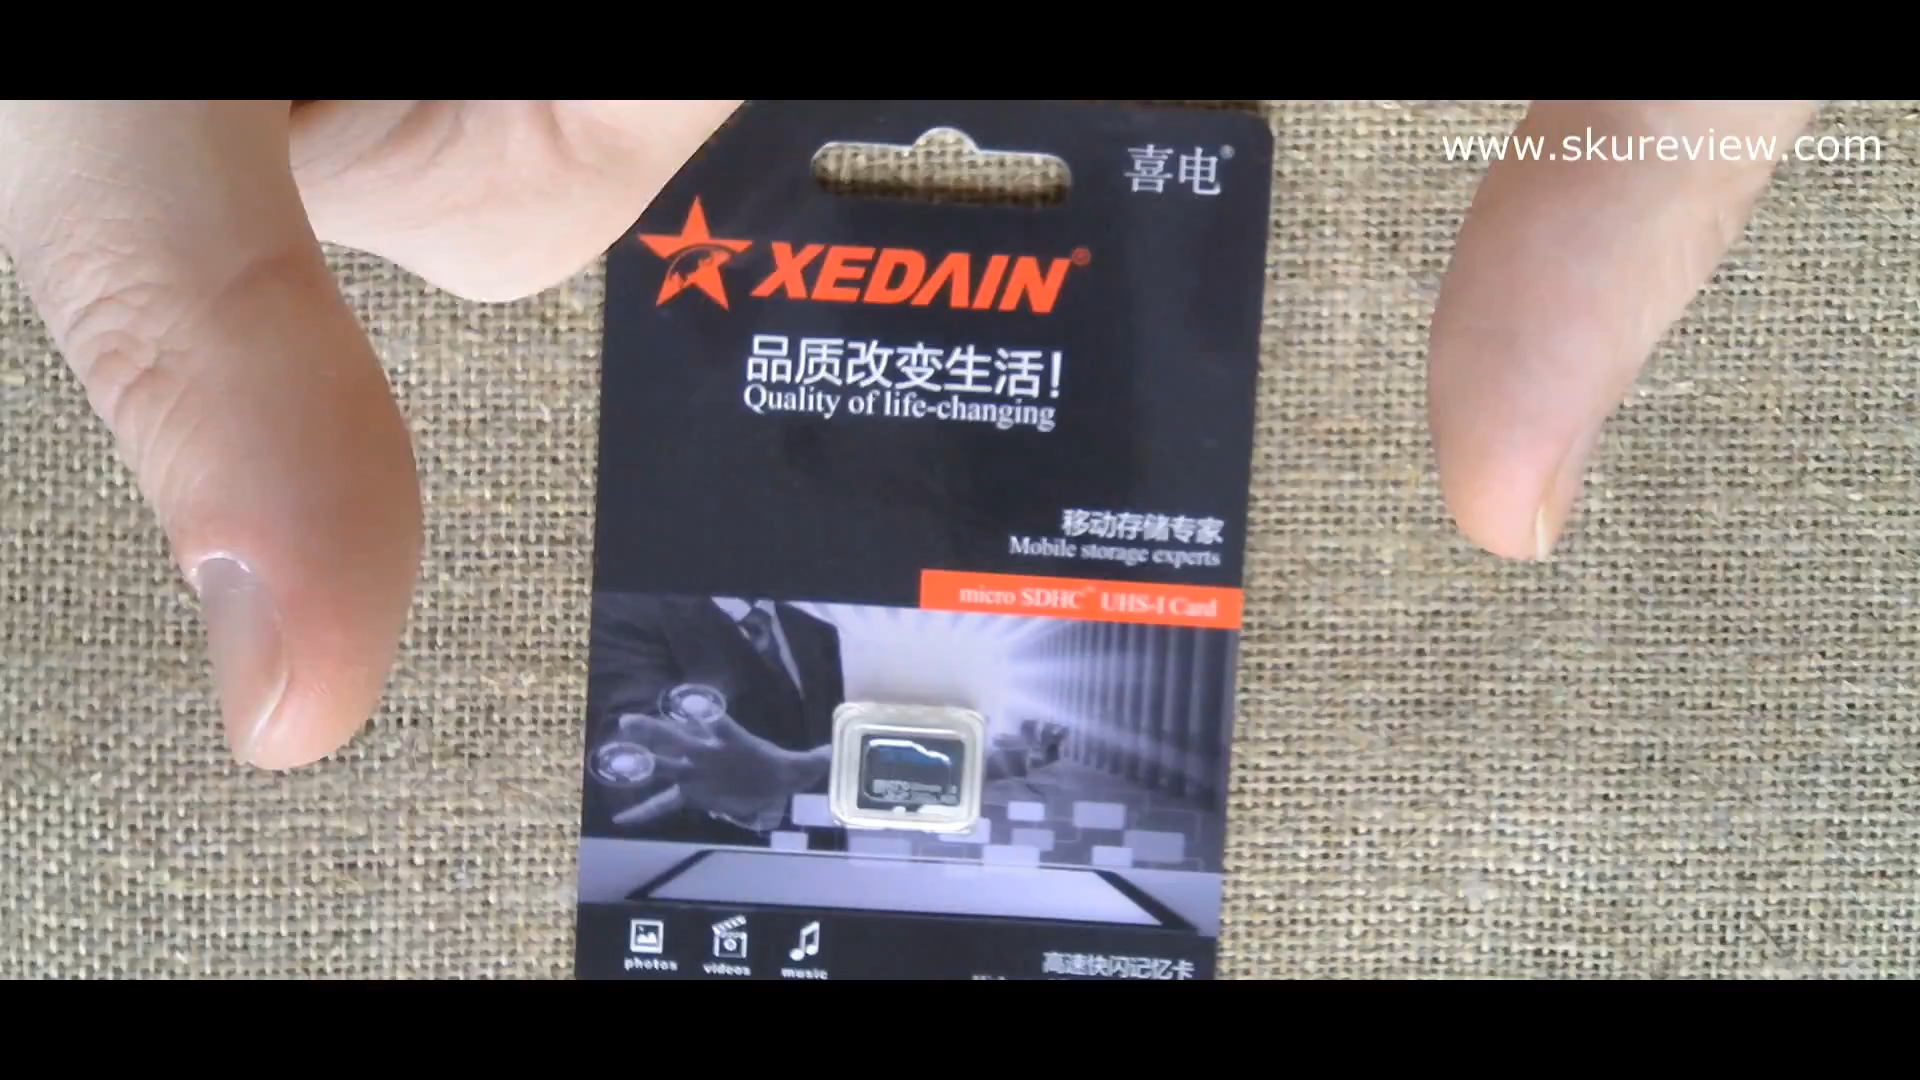 www.skureview.com
喜电®
XEDAIN®
品质改变生活!
Quality of life-changing
移动存储专家
Mobile storage experts
micro SDHC™ UHS-I Card
photos videos music
高速快闪记忆卡